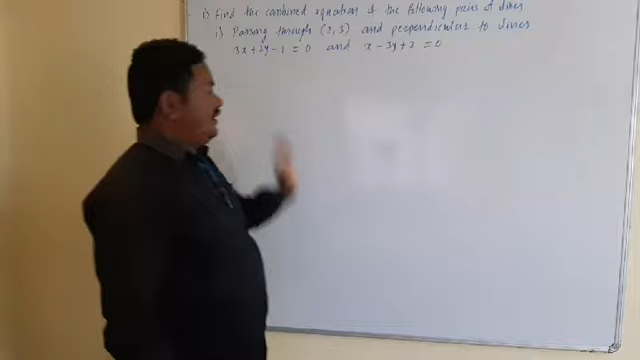 1) Find the combined equation of the following pairs of lines
i) Passing through (2,3) and perpendicular to lines
3x+2y-1=0 and x-3y+2=0